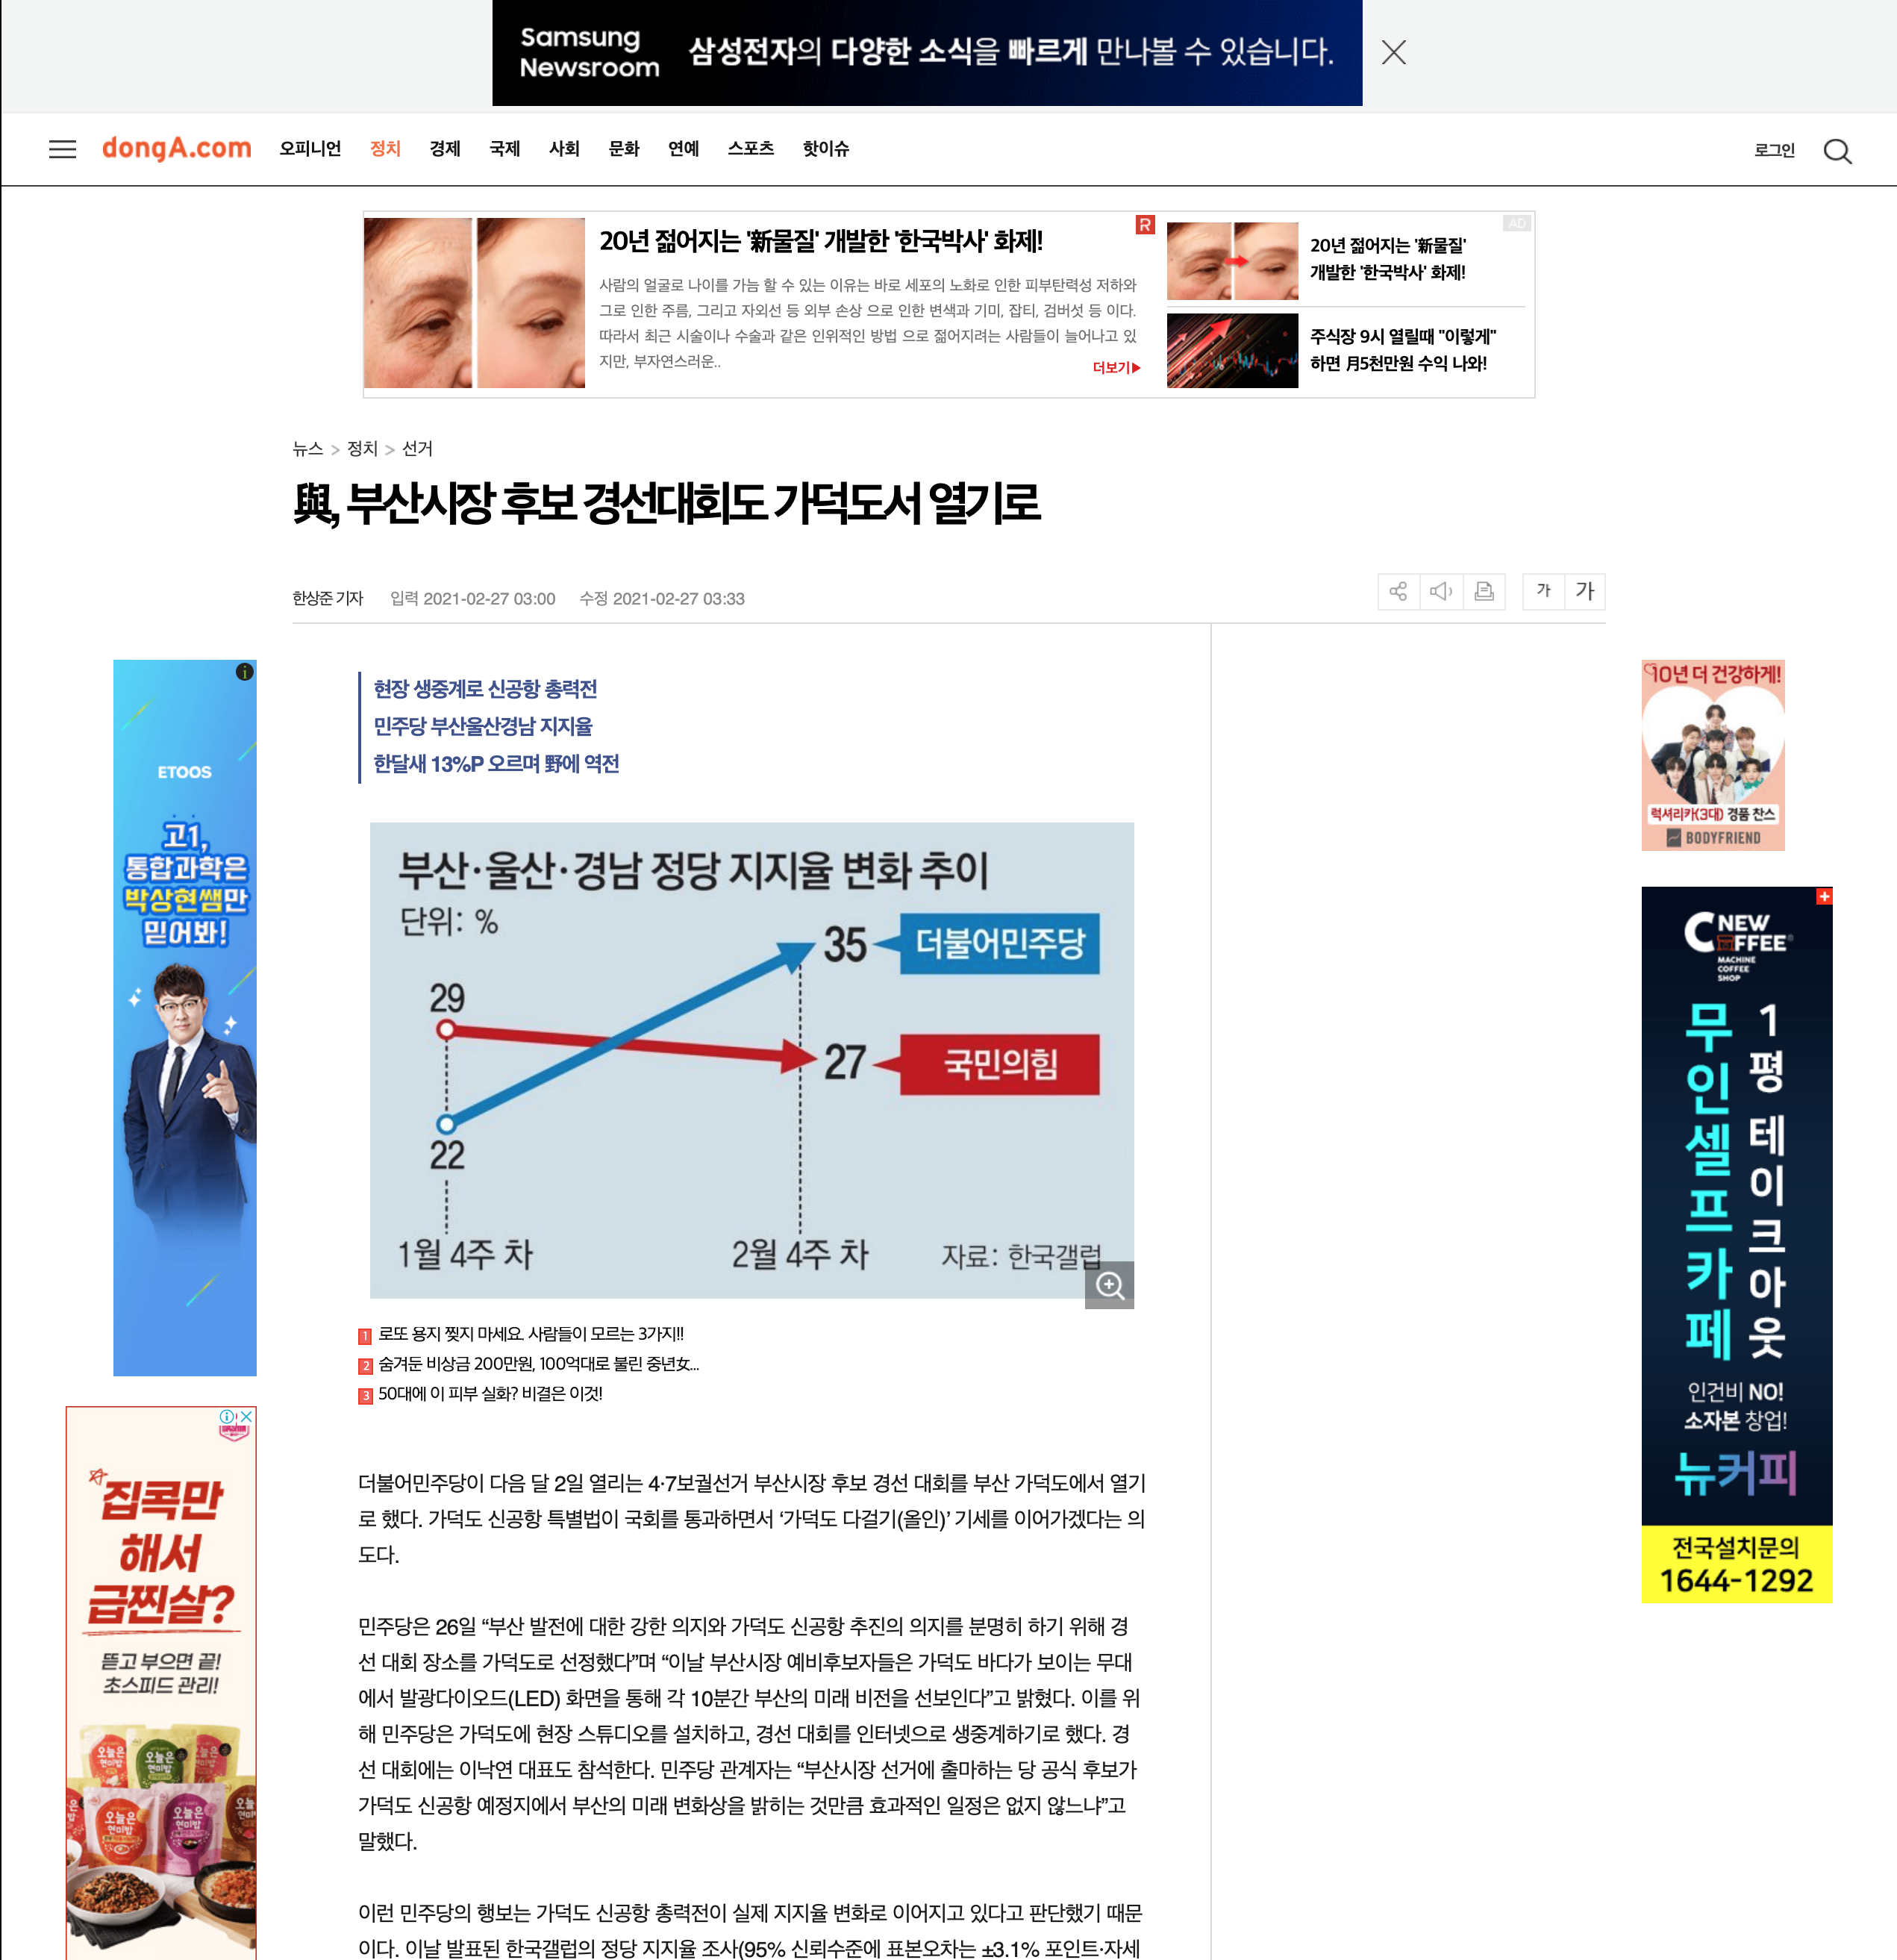 Samsung
Newsroom
삼성전자의 다양한 소식을 빠르게 만나볼 수 있습니다.
dongA.com 오피니언 정치 경제 국제 사회 문화 연예 스포츠 핫이슈 로그인
20년 젊어지는 '新물질' 개발한 '한국박사' 화제!
R
사람의 얼굴로 나이를 가늠 할 수 있는 이유는 바로 세포의 노화로 인한 피부탄력성 저하와
그로 인한 주름, 그리고 자외선 등 외부 손상 으로 인한 변색과 기미, 잡티, 검버섯 등 이다.
따라서 최근 시술이나 수술과 같은 인위적인 방법 으로 젊어지려는 사람들이 늘어나고 있
지만, 부자연스러운..
더보기▶
AD
20년 젊어지는 '新물질'
개발한 '한국박사' 화제!
주식장 9시 열릴때 "이렇게"
하면 月5천만원 수익 나와!
뉴스 > 정치 > 선거
與, 부산시장 후보 경선대회도 가덕도서 열기로
한상준 기자 입력 2021-02-27 03:00 수정 2021-02-27 03:33
가 가
현장 생중계로 신공항 총력전
민주당 부산울산경남 지지율
한달새 13%P 오르며 野에 역전
부산·울산·경남 정당 지지율 변화 추이
단위: %
35 더불어민주당
29
27 국민의힘
22
1월 4주 차 2월 4주 차 자료: 한국갤럽
1 로또 용지 찢지 마세요. 사람들이 모르는 3가지!!
2 숨겨둔 비상금 200만원, 100억대로 불린 중년女...
3 50대에 이 피부 실화? 비결은 이것!
더불어민주당이 다음 달 2일 열리는 4·7보궐선거 부산시장 후보 경선 대회를 부산 가덕도에서 열기
로 했다. 가덕도 신공항 특별법이 국회를 통과하면서 ‘가덕도 다걸기(올인)’ 기세를 이어가겠다는 의
도다.
민주당은 26일 “부산 발전에 대한 강한 의지와 가덕도 신공항 추진의 의지를 분명히 하기 위해 경
선 대회 장소를 가덕도로 선정했다”며 “이날 부산시장 예비후보자들은 가덕도 바다가 보이는 무대
에서 발광다이오드(LED) 화면을 통해 각 10분간 부산의 미래 비전을 선보인다”고 밝혔다. 이를 위
해 민주당은 가덕도에 현장 스튜디오를 설치하고, 경선 대회를 인터넷으로 생중계하기로 했다. 경
선 대회에는 이낙연 대표도 참석한다. 민주당 관계자는 “부산시장 선거에 출마하는 당 공식 후보가
가덕도 신공항 예정지에서 부산의 미래 변화상을 밝히는 것만큼 효과적인 일정은 없지 않느냐”고
말했다.
이런 민주당의 행보는 가덕도 신공항 총력전이 실제 지지율 변화로 이어지고 있다고 판단했기 때문
이다. 이날 발표된 한국갤럽의 정당 지지율 조사(95% 신뢰수준에 표본오차는 ±3.1% 포인트·자세
ETOOS
고1,
통합과학은
박상현쌤만
믿어봐!
집콕만
해서
급찐살?
뜯고 부으면 끝!
초스피드 관리!
오늘은
현미밥
오늘은
현미밥
오늘은
현미밥
오늘은
현미밥
10년 더 건강하게!
럭셔리카(3대) 경품 찬스
BODYFRIEND
NEW
COFFEE
MACHINE
COFFEE
SHOP
1평 테이크아웃
무인셀프카페
인건비 NO!
소자본 창업!
뉴커피
전국설치문의
1644-1292